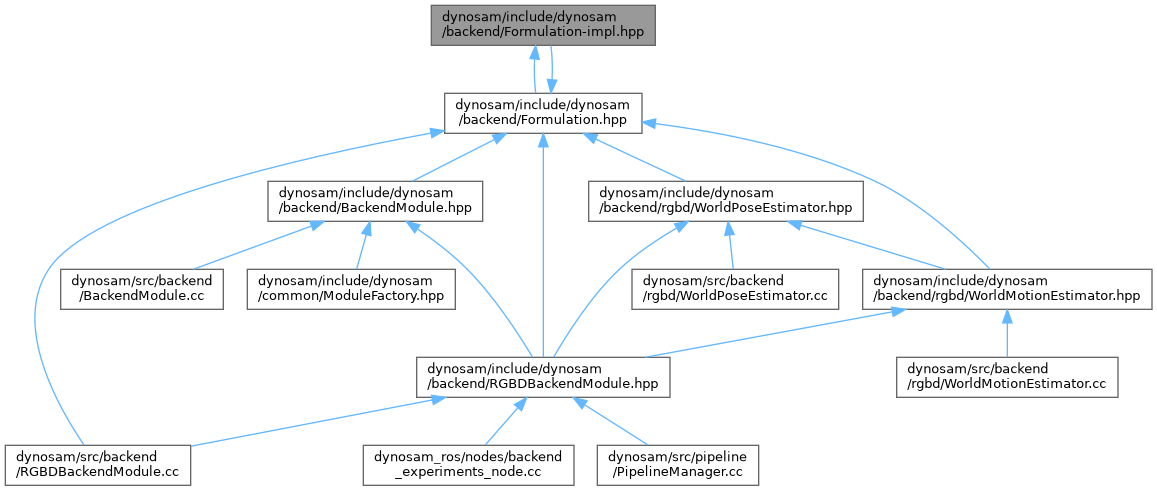 dynosam/include/dynosam
/backend/Formulation-impl.hpp
dynosam/include/dynosam
/backend/Formulation.hpp
dynosam/include/dynosam
/backend/BackendModule.hpp
dynosam/include/dynosam
/backend/rgbd/WorldPoseEstimator.hpp
dynosam/src/backend
/BackendModule.cc
dynosam/include/dynosam
/common/ModuleFactory.hpp
dynosam/src/backend
/rgbd/WorldPoseEstimator.cc
dynosam/include/dynosam
/backend/rgbd/WorldMotionEstimator.hpp
dynosam/include/dynosam
/backend/RGBDBackendModule.hpp
dynosam/src/backend
/rgbd/WorldMotionEstimator.cc
dynosam/src/backend
/RGBDBackendModule.cc
dynosam_ros/nodes/backend
_experiments_node.cc
dynosam/src/pipeline
/PipelineManager.cc